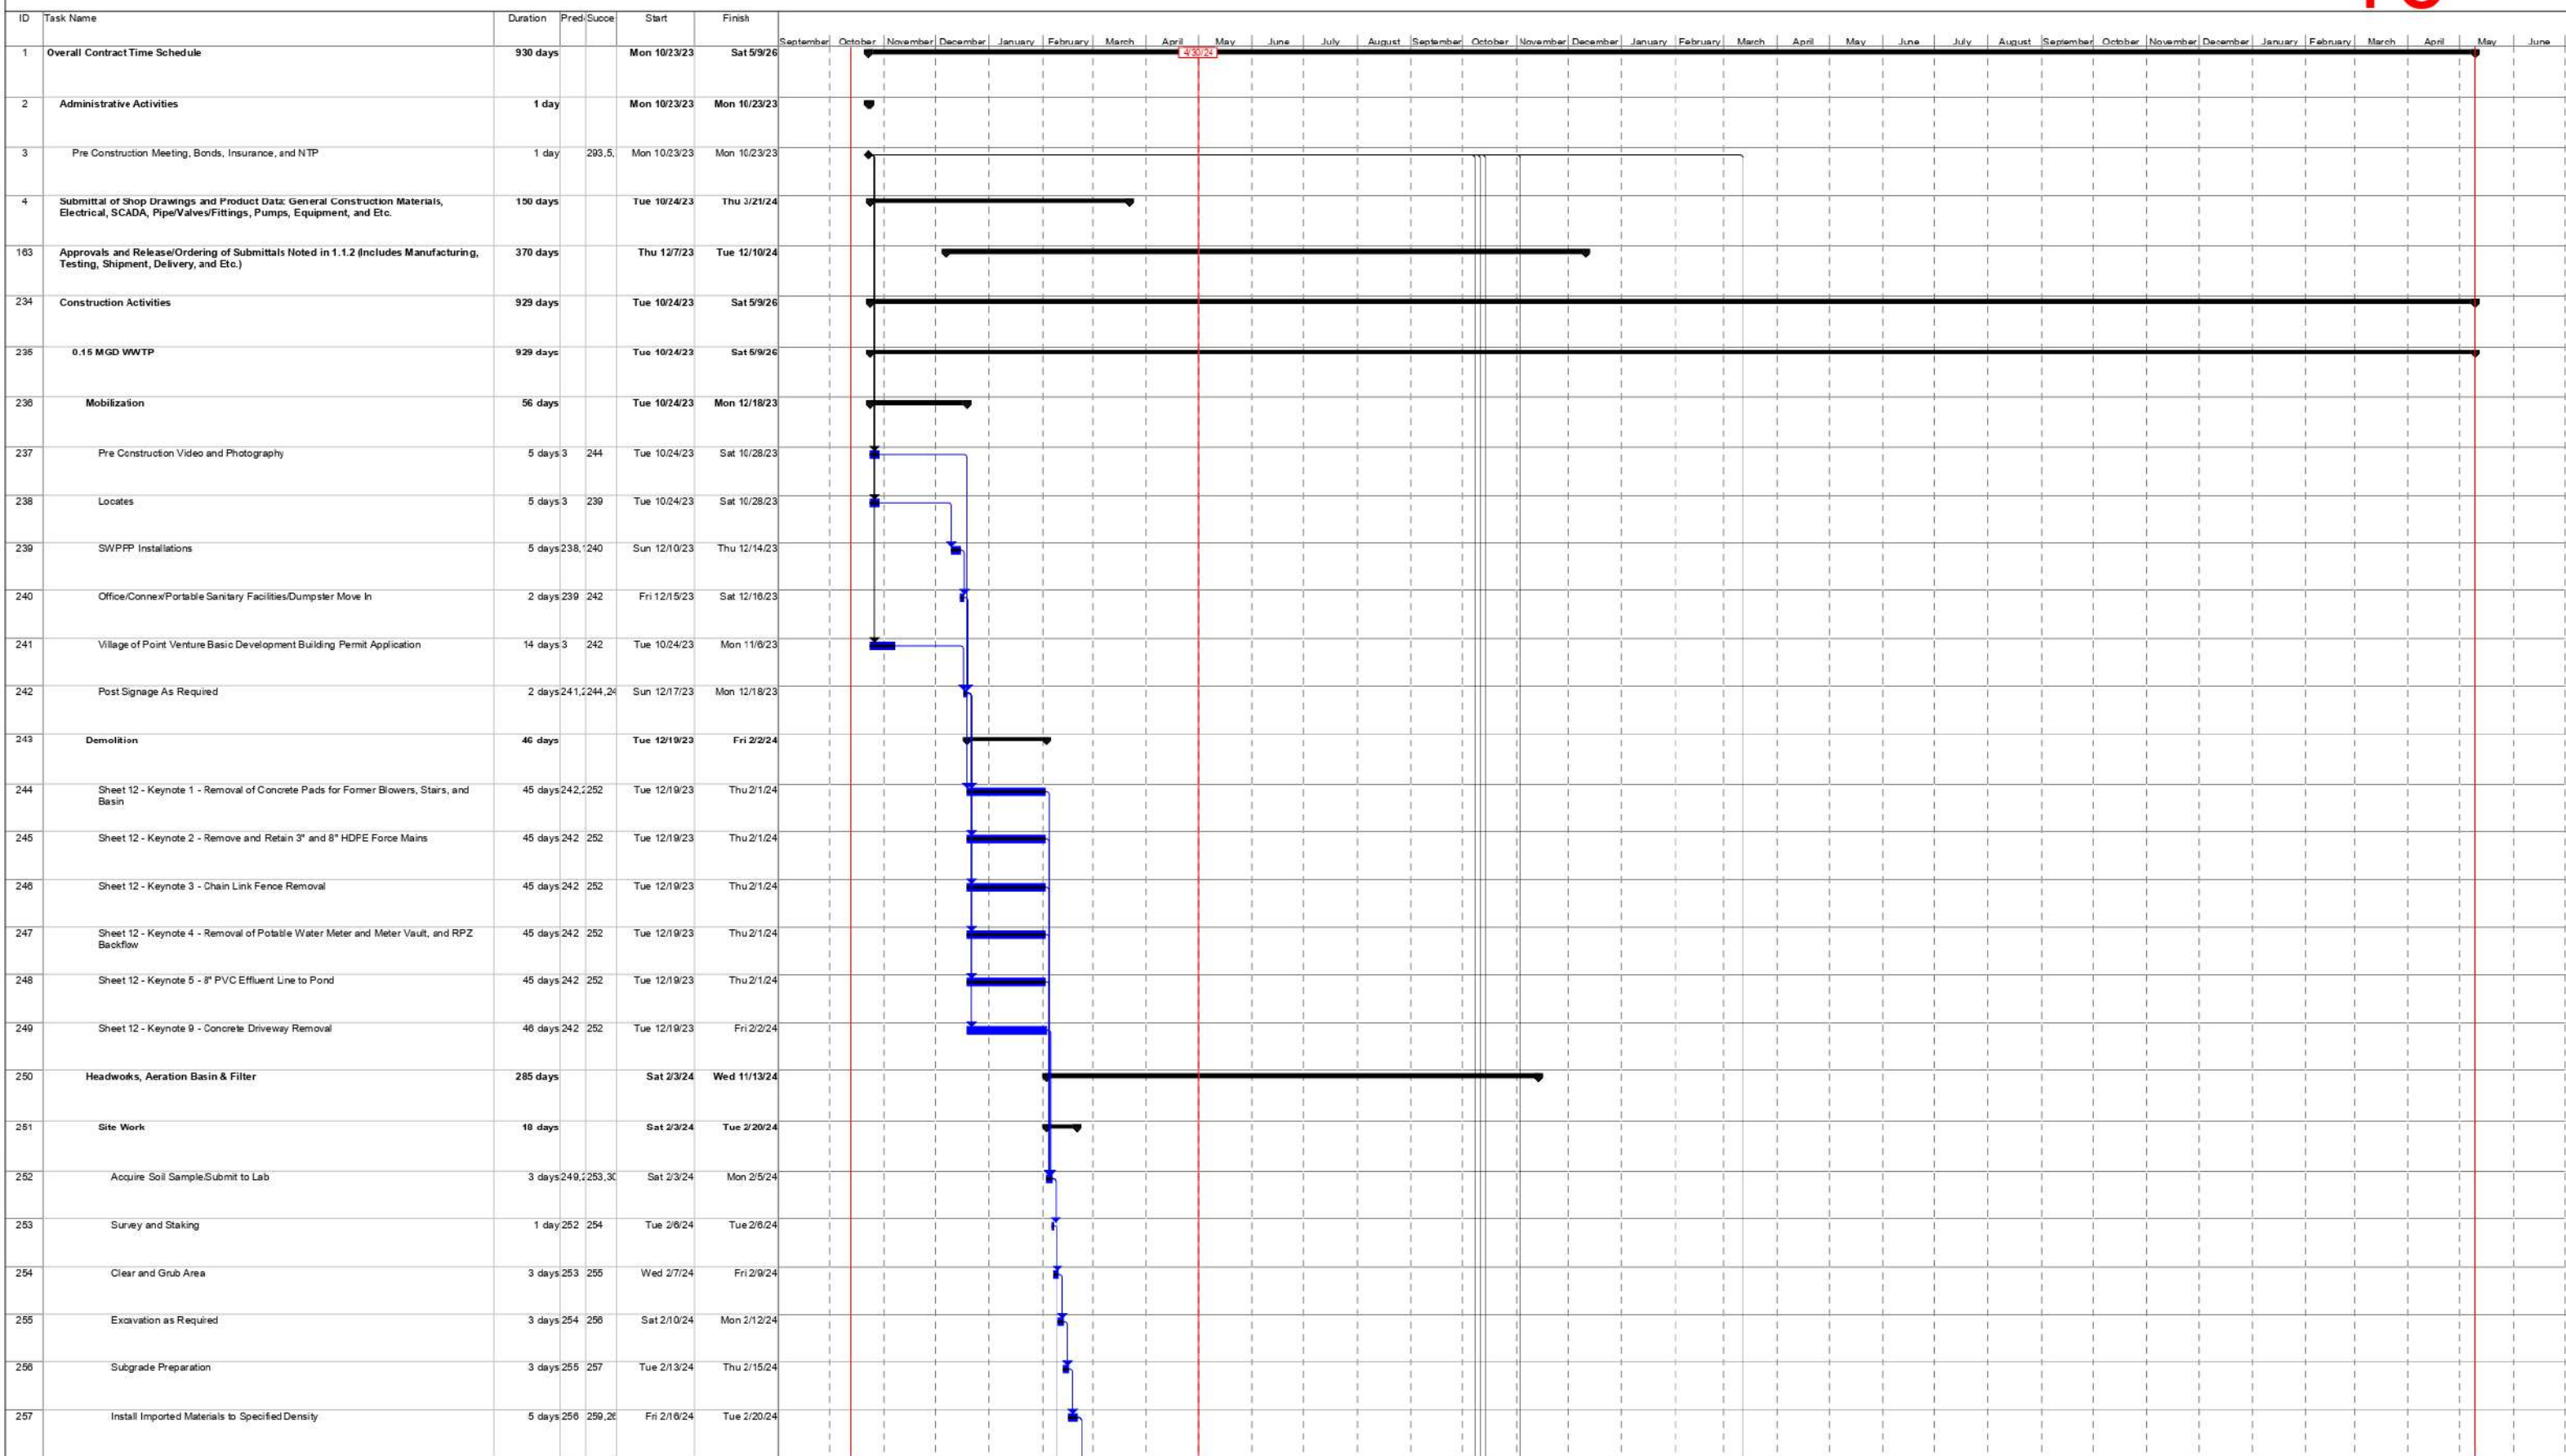 ID Task Name Duration Pred Succe Start Finish
September October November December January February March April May June July August September October November December January February March April May June July August September October November December January February March April May June
1 Overall Contract Time Schedule 930 days Mon 10/23/23 Sat 5/9/26
4/30/24
2 Administrative Activities 1 day Mon 10/23/23 Mon 10/23/23
3 Pre Construction Meeting, Bonds, Insurance, and NTP 1 day 293,5, Mon 10/23/23 Mon 10/23/23
4 Submittal of Shop Drawings and Product Data: General Construction Materials, 150 days Tue 10/24/23 Thu 3/21/24
Electrical, SCADA, Pipe/Valves/Fittings, Pumps, Equipment, and Etc.
163 Approvals and Release/Ordering of Submittals Noted in 1.1.2 (Includes Manufacturing, 370 days Thu 12/7/23 Tue 12/10/24
Testing, Shipment, Delivery, and Etc.)
234 Construction Activities 929 days Tue 10/24/23 Sat 5/9/26
235 0.15 MGD WWTP 929 days Tue 10/24/23 Sat 5/9/26
236 Mobilization 56 days Tue 10/24/23 Mon 12/18/23
237 Pre Construction Video and Photography 5 days 3 244 Tue 10/24/23 Sat 10/28/23
238 Locates 5 days 3 239 Tue 10/24/23 Sat 10/28/23
239 SWPPP Installations 5 days 238,1 240 Sun 12/10/23 Thu 12/14/23
240 Office/Connex/Portable Sanitary Facilities/Dumpster Move In 2 days 239 242 Fri 12/15/23 Sat 12/16/23
241 Village of Point Venture Basic Development Building Permit Application 14 days 3 242 Tue 10/24/23 Mon 11/6/23
242 Post Signage As Required 2 days 241,2 244,24 Sun 12/17/23 Mon 12/18/23
243 Demolition 46 days Tue 12/19/23 Fri 2/2/24
244 Sheet 12 - Keynote 1 - Removal of Concrete Pads for Former Blowers, Stairs, and 45 days 242,2 252 Tue 12/19/23 Thu 2/1/24
Basin
245 Sheet 12 - Keynote 2 - Remove and Retain 3" and 8" HDPE Force Mains 45 days 242 252 Tue 12/19/23 Thu 2/1/24
246 Sheet 12 - Keynote 3 - Chain Link Fence Removal 45 days 242 252 Tue 12/19/23 Thu 2/1/24
247 Sheet 12 - Keynote 4 - Removal of Potable Water Meter and Meter Vault, and RPZ 45 days 242 252 Tue 12/19/23 Thu 2/1/24
Backflow
248 Sheet 12 - Keynote 5 - 8" PVC Effluent Line to Pond 45 days 242 252 Tue 12/19/23 Thu 2/1/24
249 Sheet 12 - Keynote 9 - Concrete Driveway Removal 46 days 242 252 Tue 12/19/23 Fri 2/2/24
250 Headworks, Aeration Basin & Filter 285 days Sat 2/3/24 Wed 11/13/24
251 Site Work 18 days Sat 2/3/24 Tue 2/20/24
252 Acquire Soil Sample/Submit to Lab 3 days 249,2 253,30 Sat 2/3/24 Mon 2/5/24
253 Survey and Staking 1 day 252 254 Tue 2/6/24 Tue 2/6/24
254 Clear and Grub Area 3 days 253 255 Wed 2/7/24 Fri 2/9/24
255 Excavation as Required 3 days 254 256 Sat 2/10/24 Mon 2/12/24
256 Subgrade Preparation 3 days 255 257 Tue 2/13/24 Thu 2/15/24
257 Install Imported Materials to Specified Density 5 days 256 259,26 Fri 2/16/24 Tue 2/20/24